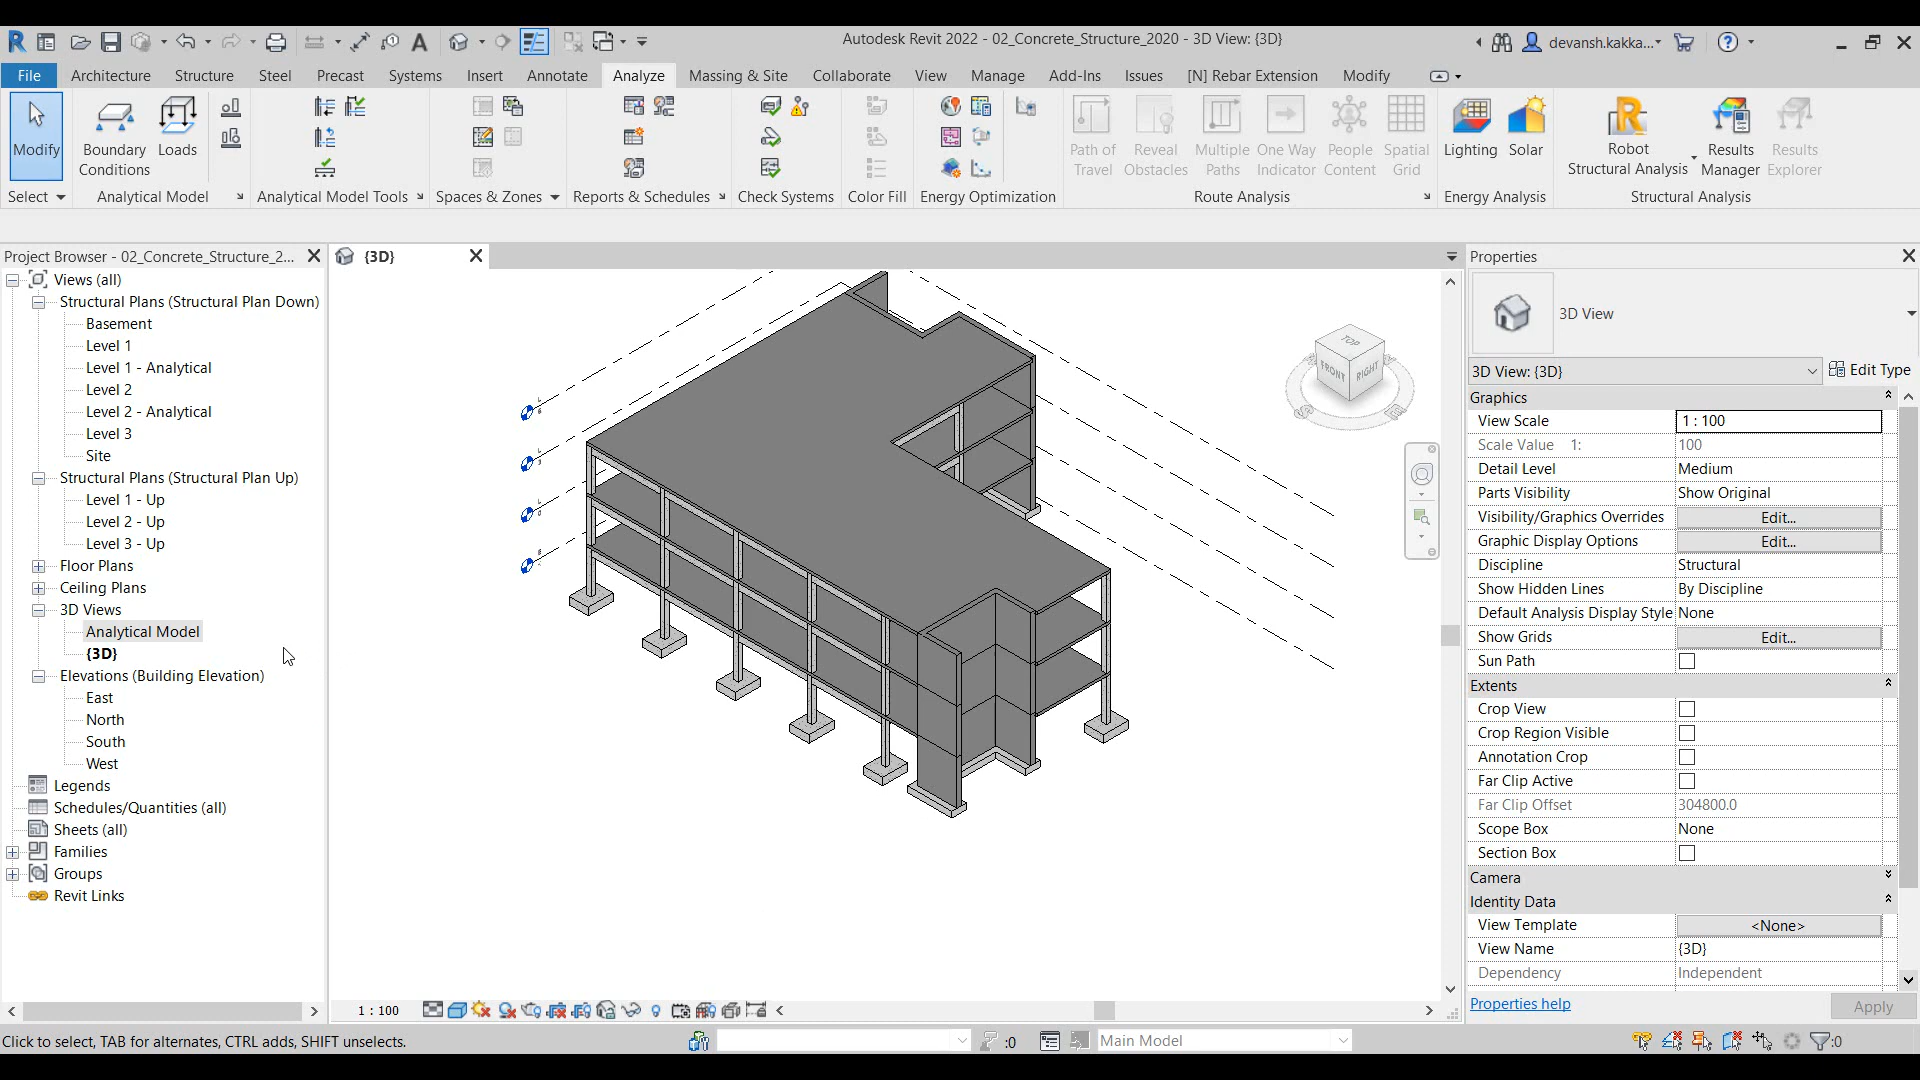 Autodesk Revit 2022 - 02_Concrete_Structure_2020 - 3D View: {3D}
devansh.kakka...
File Architecture Structure Steel Precast Systems Insert Annotate Analyze Massing & Site Collaborate View Manage Add-Ins Issues [N] Rebar Extension Modify
Modify
Boundary Conditions
Loads
Path of Travel
Reveal Obstacles
Multiple Paths
One Way Indicator
People Content
Spatial Grid
Lighting
Solar
Robot Structural Analysis
Results Manager
Results Explorer
Select Analytical Model Analytical Model Tools Spaces & Zones Reports & Schedules Check Systems Color Fill Energy Optimization Route Analysis Energy Analysis Structural Analysis
Project Browser - 02_Concrete_Structure_2...
Views (all)
Structural Plans (Structural Plan Down)
Basement
Level 1
Level 1 - Analytical
Level 2
Level 2 - Analytical
Level 3
Site
Structural Plans (Structural Plan Up)
Level 1 - Up
Level 2 - Up
Level 3 - Up
Floor Plans
Ceiling Plans
3D Views
Analytical Model
{3D}
Elevations (Building Elevation)
East
North
South
West
Legends
Schedules/Quantities (all)
Sheets (all)
Families
Groups
Revit Links
{3D}
TOP
FRONT
RIGHT
S
E
1 : 100
Properties
3D View
3D View: {3D}
Edit Type
Graphics
View Scale 1 : 100
Scale Value 1: 100
Detail Level Medium
Parts Visibility Show Original
Visibility/Graphics Overrides Edit...
Graphic Display Options Edit...
Discipline Structural
Show Hidden Lines By Discipline
Default Analysis Display Style None
Show Grids Edit...
Sun Path
Extents
Crop View
Crop Region Visible
Annotation Crop
Far Clip Active
Far Clip Offset 304800.0
Scope Box None
Section Box
Camera
Identity Data
View Template <None>
View Name {3D}
Dependency Independent
Properties help
Apply
Click to select, TAB for alternates, CTRL adds, SHIFT unselects.
:0
Main Model
:0